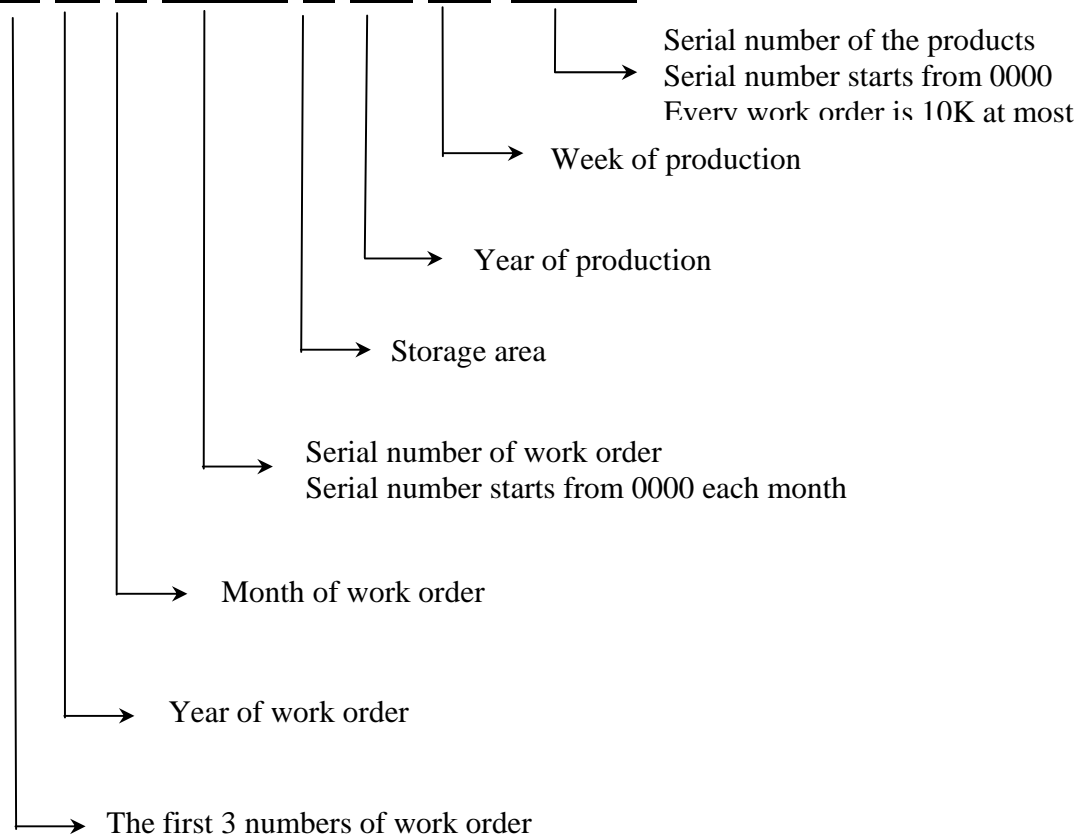 Serial number of the products
Serial number starts from 0000
Every work order is 10K at most
Week of production
Year of production
Storage area
Serial number of work order
Serial number starts from 0000 each month
Month of work order
Year of work order
The first 3 numbers of work order